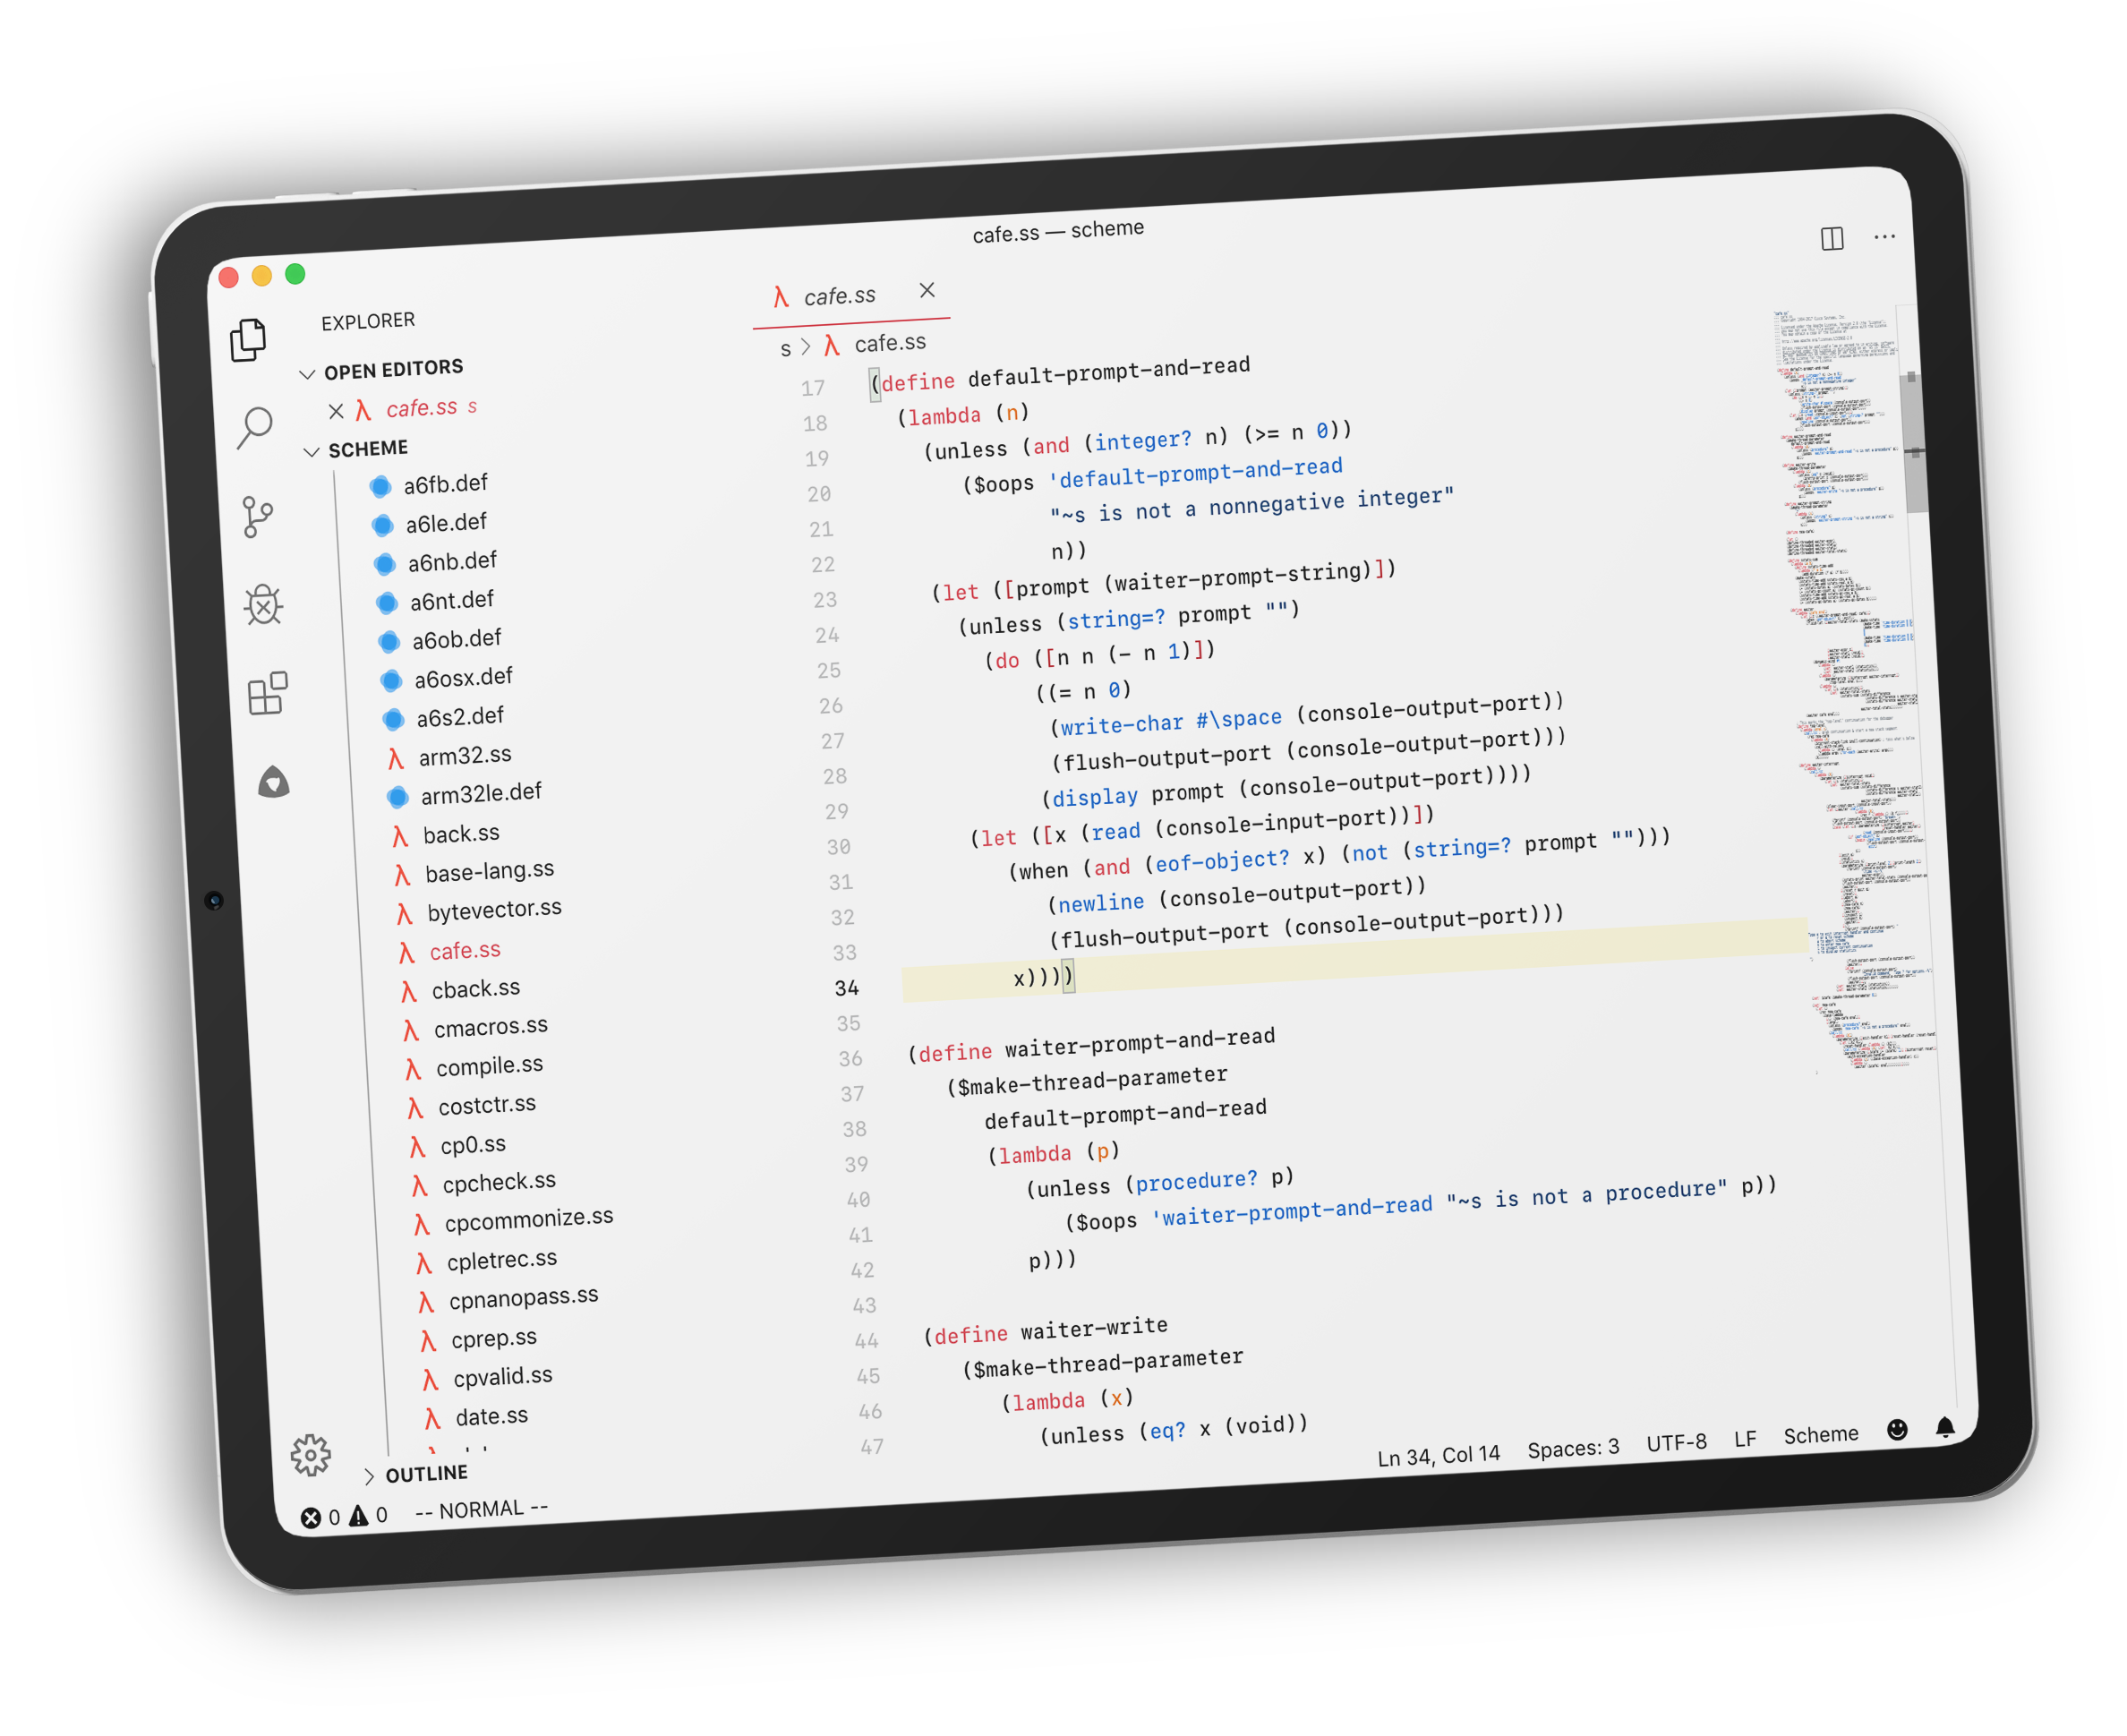 cafe.ss — scheme
EXPLORER
OPEN EDITORS
cafe.ss s
SCHEME
a6fb.def
a6le.def
a6nb.def
a6nt.def
a6ob.def
a6osx.def
a6s2.def
arm32.ss
arm32le.def
back.ss
base-lang.ss
bytevector.ss
cafe.ss
cback.ss
cmacros.ss
compile.ss
costctr.ss
cp0.ss
cpcheck.ss
cpcommonize.ss
cpletrec.ss
cpnanopass.ss
cprep.ss
cpvalid.ss
date.ss
OUTLINE
λ cafe.ss
s > λ cafe.ss
17 (define default-prompt-and-read
18 (lambda (n)
19 (unless (and (integer? n) (>= n 0))
20 ($oops 'default-prompt-and-read
21 "~s is not a nonnegative integer"
22 n))
23 (let ([prompt (waiter-prompt-string)])
24 (unless (string=? prompt "")
25 (do ([n n (- n 1)])
26 ((= n 0)
27 (write-char #\space (console-output-port))
28 (flush-output-port (console-output-port)))
29 (display prompt (console-output-port))))
30 (let ([x (read (console-input-port))])
31 (when (and (eof-object? x) (not (string=? prompt "")))
32 (newline (console-output-port))
33 (flush-output-port (console-output-port)))
34 x))))
35
36 (define waiter-prompt-and-read
37 ($make-thread-parameter
38 default-prompt-and-read
39 (lambda (p)
40 (unless (procedure? p)
41 ($oops 'waiter-prompt-and-read "~s is not a procedure" p))
42 p)))
43
44 (define waiter-write
45 ($make-thread-parameter
46 (lambda (x)
47 (unless (eq? x (void))
0 0 -- NORMAL --
Ln 34, Col 14 Spaces: 3 UTF-8 LF Scheme